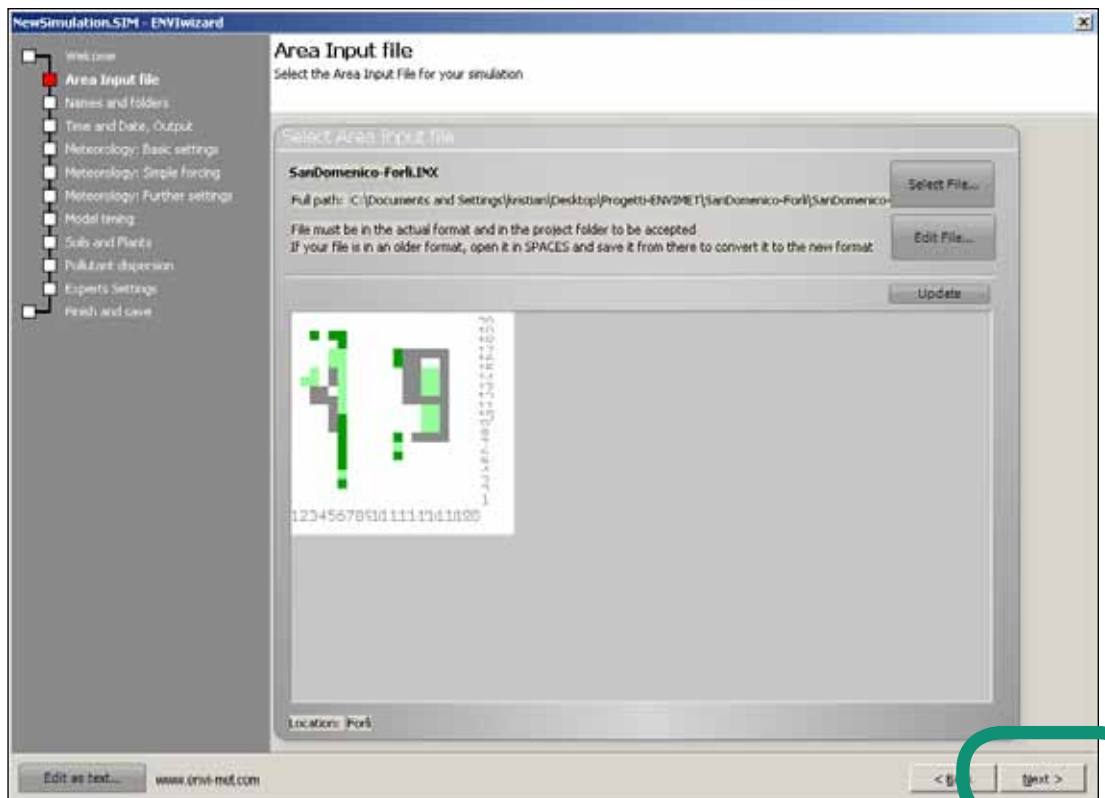 NewSimulation.SIM - ENVIwizard
Welcome
Area Input file
Names and folders
Time and Date, Output
Meteorology: Basic settings
Meteorology: Simple forcing
Meteorology: Further settings
Model timing
Soils and Plants
Pollutant dispersion
Experts Settings
Finish and save
Area Input file
Select the Area Input File for your simulation
Select Area Input file
SanDomenico-Forli.INX
Full path: C:\Documents and Settings\kristian\Desktop\Progetti-ENVIMET\SanDomenico-Forli\SanDomenico-
File must be in the actual format and in the project folder to be accepted
If your file is in an older format, open it in SPACES and save it from there to convert it to the new format
Select File...
Edit File...
Update
Location: Forli
Edit as text...
www.envi-met.com
Next >